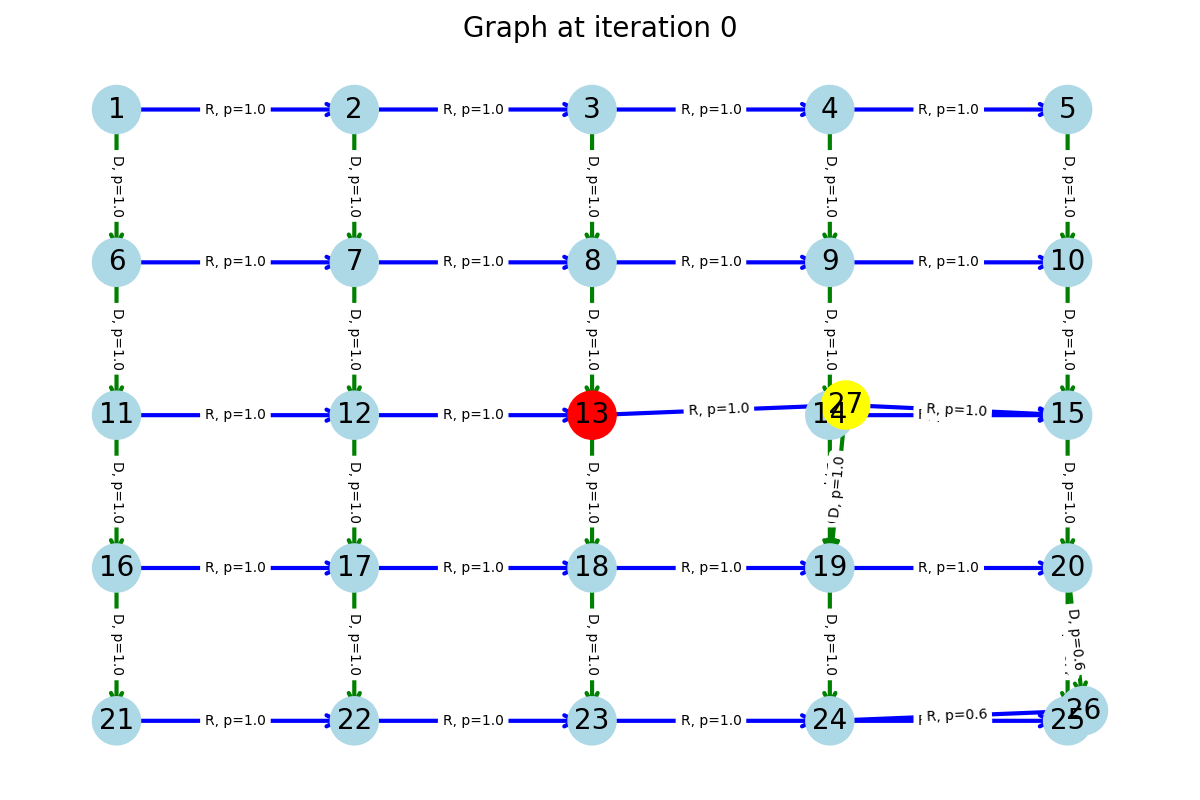 Graph at iteration 0
1 R, p=1.0 2 R, p=1.0 3 R, p=1.0 4 R, p=1.0 5
D, p=1.0 D, p=1.0 D, p=1.0 D, p=1.0 D, p=1.0
6 R, p=1.0 7 R, p=1.0 8 R, p=1.0 9 R, p=1.0 10
D, p=1.0 D, p=1.0 D, p=1.0 D, p=1.0 D, p=1.0
11 R, p=1.0 12 R, p=1.0 13 R, p=1.0 14 27 R, p=1.0 15
D, p=1.0 D, p=1.0 D, p=1.0 D, p=1.0 D, p=1.0
16 R, p=1.0 17 R, p=1.0 18 R, p=1.0 19 R, p=1.0 20
D, p=1.0 D, p=1.0 D, p=1.0 D, p=1.0 D, p=0.6
21 R, p=1.0 22 R, p=1.0 23 R, p=1.0 24 R, p=0.6 25 26